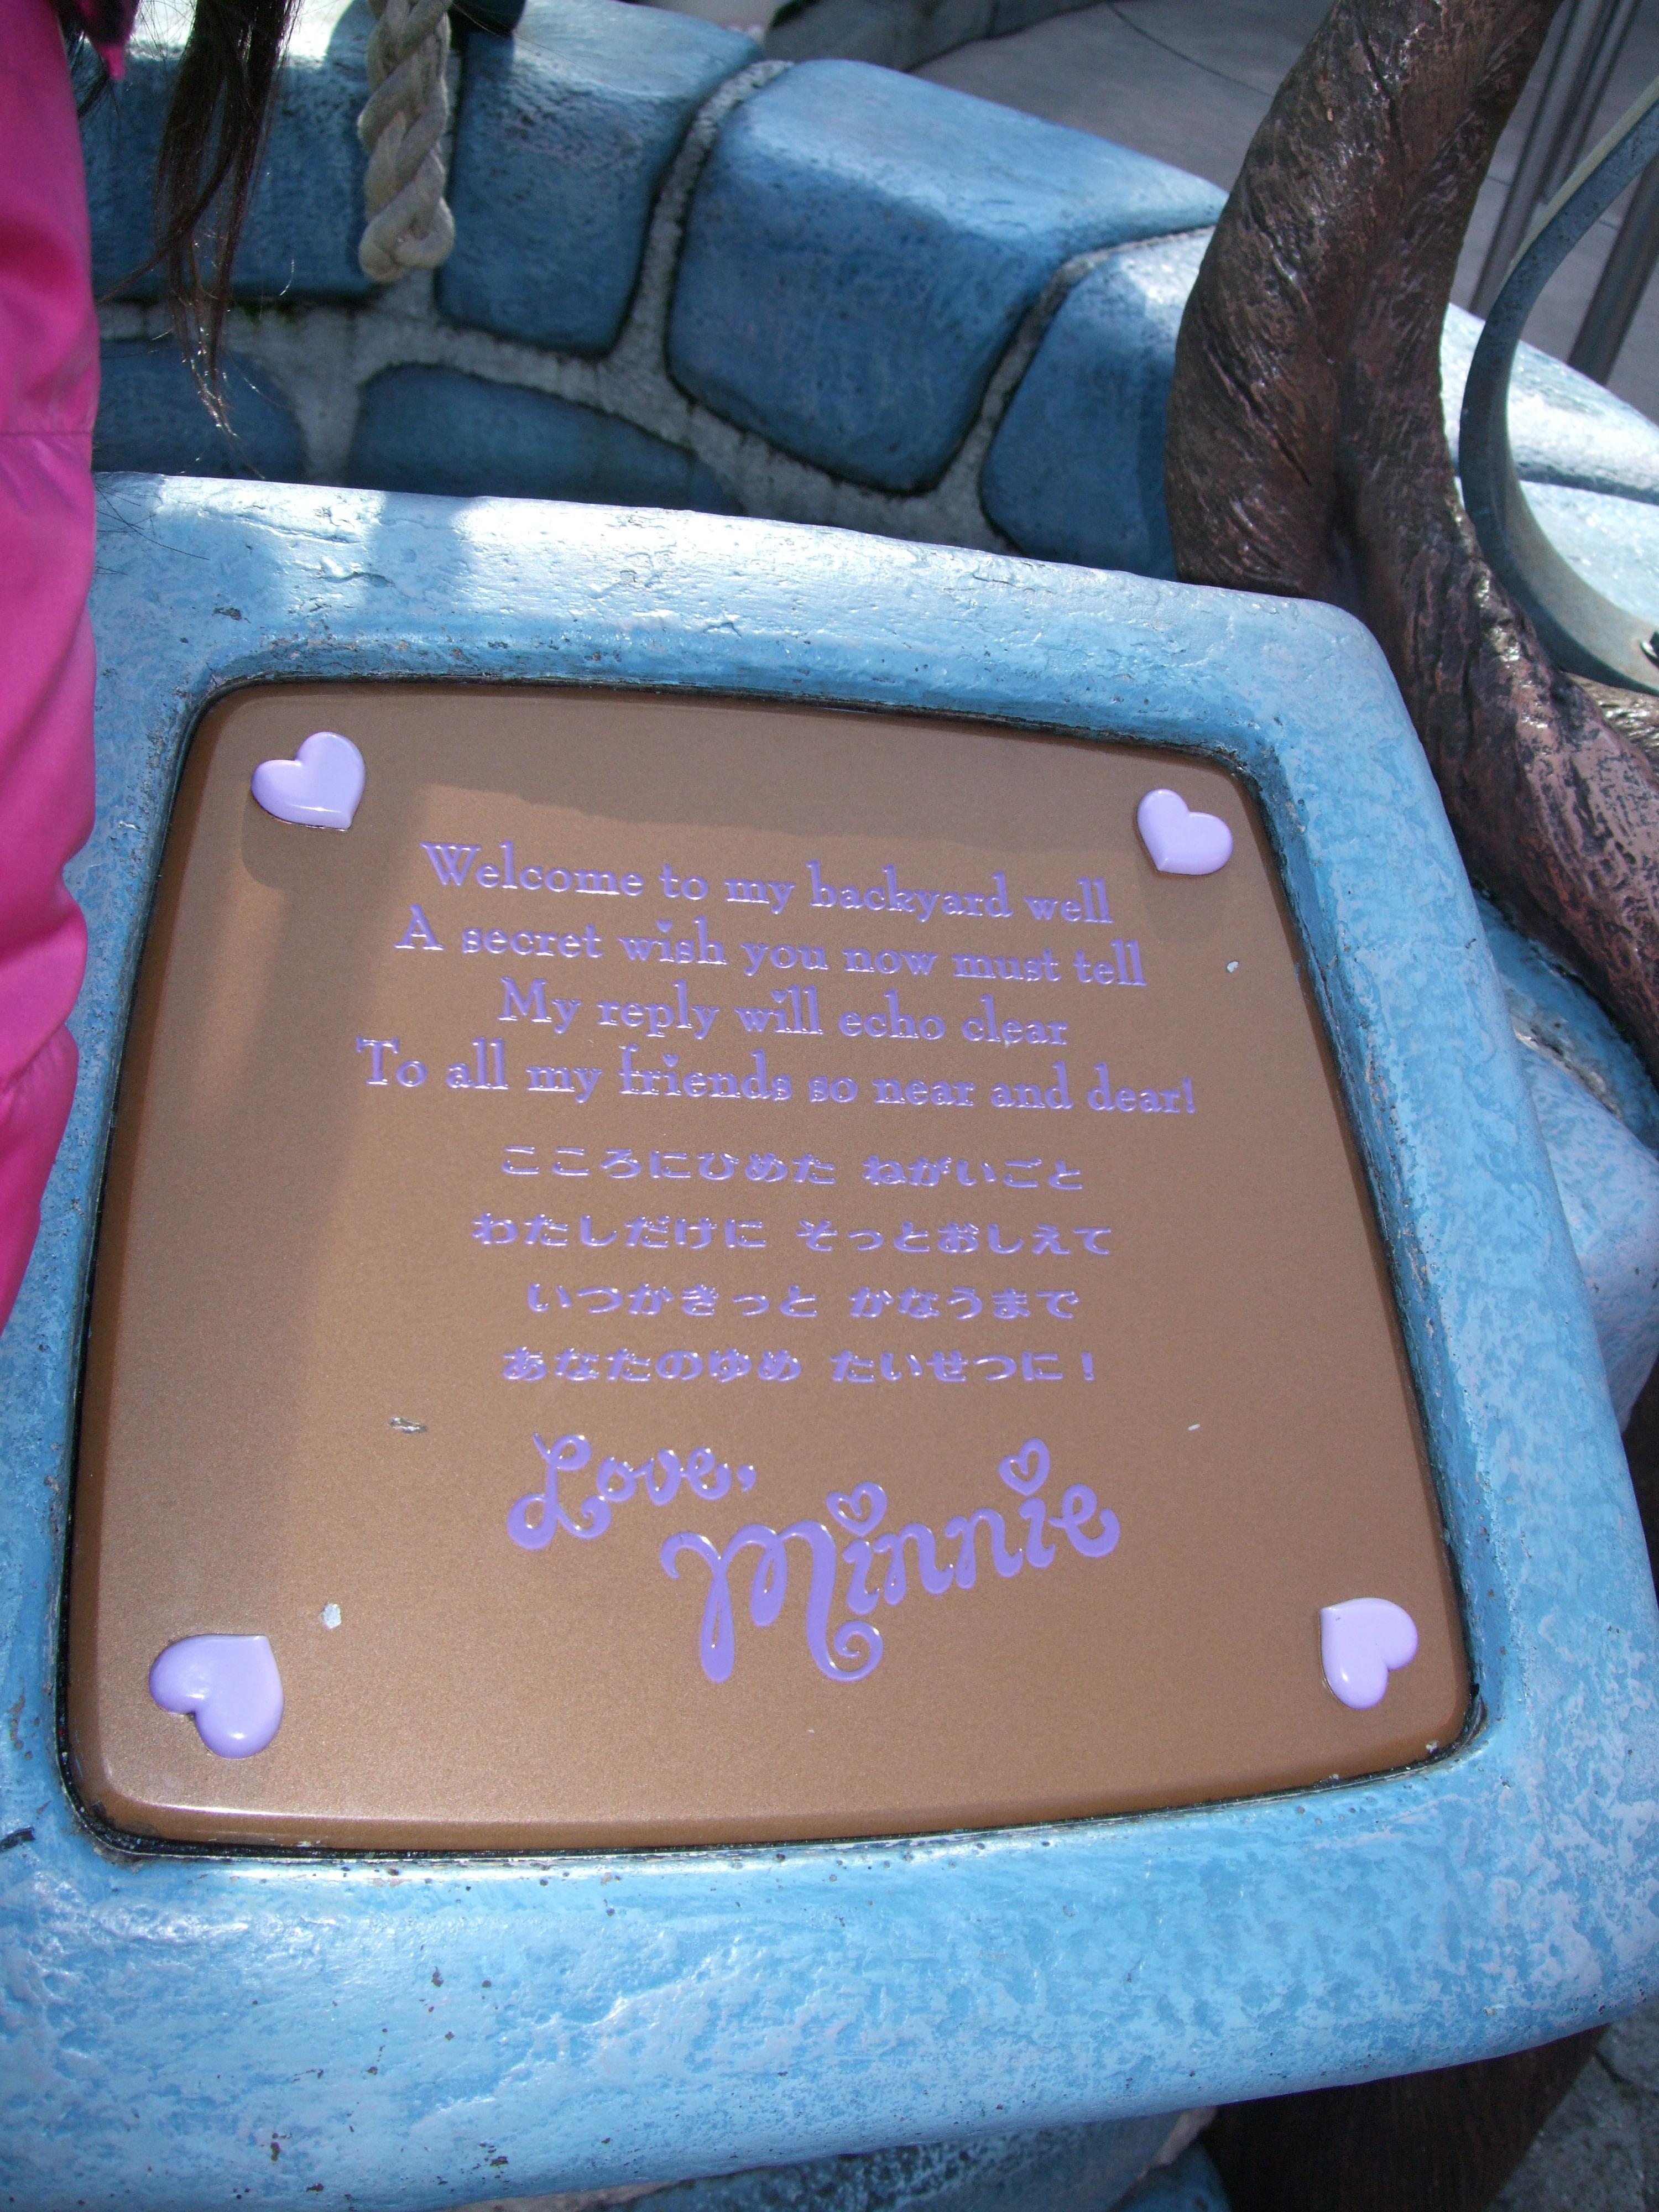 Welcome to my backyard well
A secret wish you now must tell
My reply will echo clear
To all my friends so near and dear!
こころにひめた ねがいごと
わたしだけに そっとおしえて
いつかきっと かなうまで
あなたのゆめ たいせつに！
Love,
Minnie